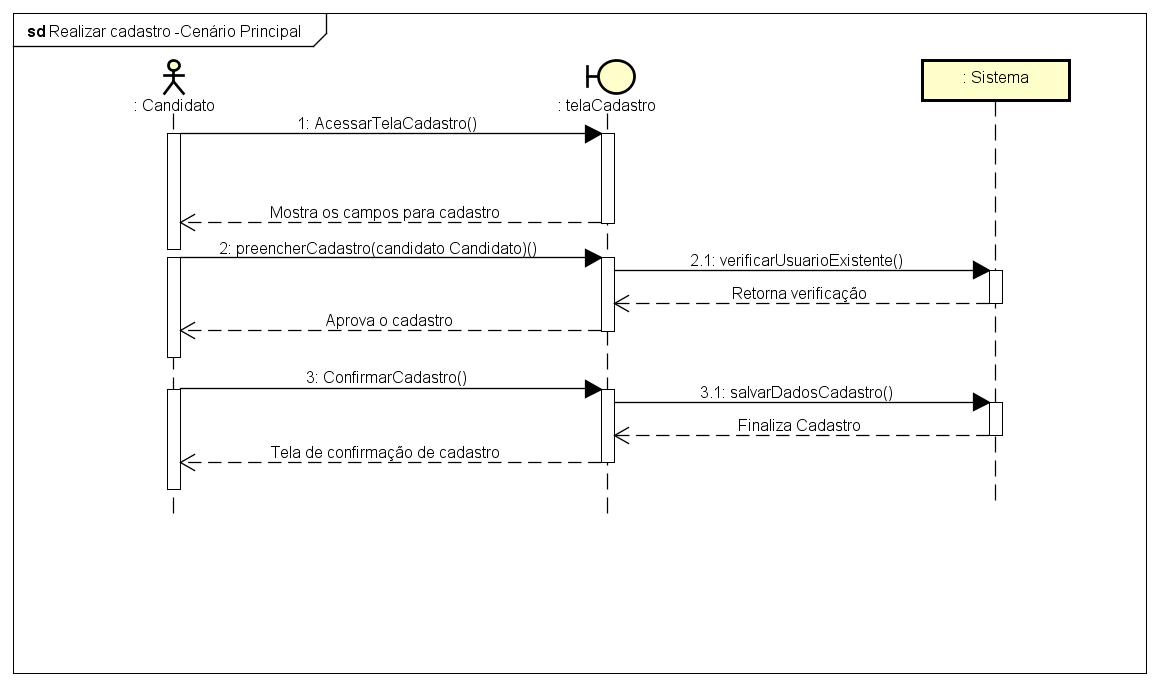 sd Realizar cadastro -Cenário Principal
: Candidato
: telaCadastro
: Sistema
1: AcessarTelaCadastro()
Mostra os campos para cadastro
2: preencherCadastro(candidato Candidato)()
2.1: verificarUsuarioExistente()
Retorna verificação
Aprova o cadastro
3: ConfirmarCadastro()
3.1: salvarDadosCadastro()
Finaliza Cadastro
Tela de confirmação de cadastro